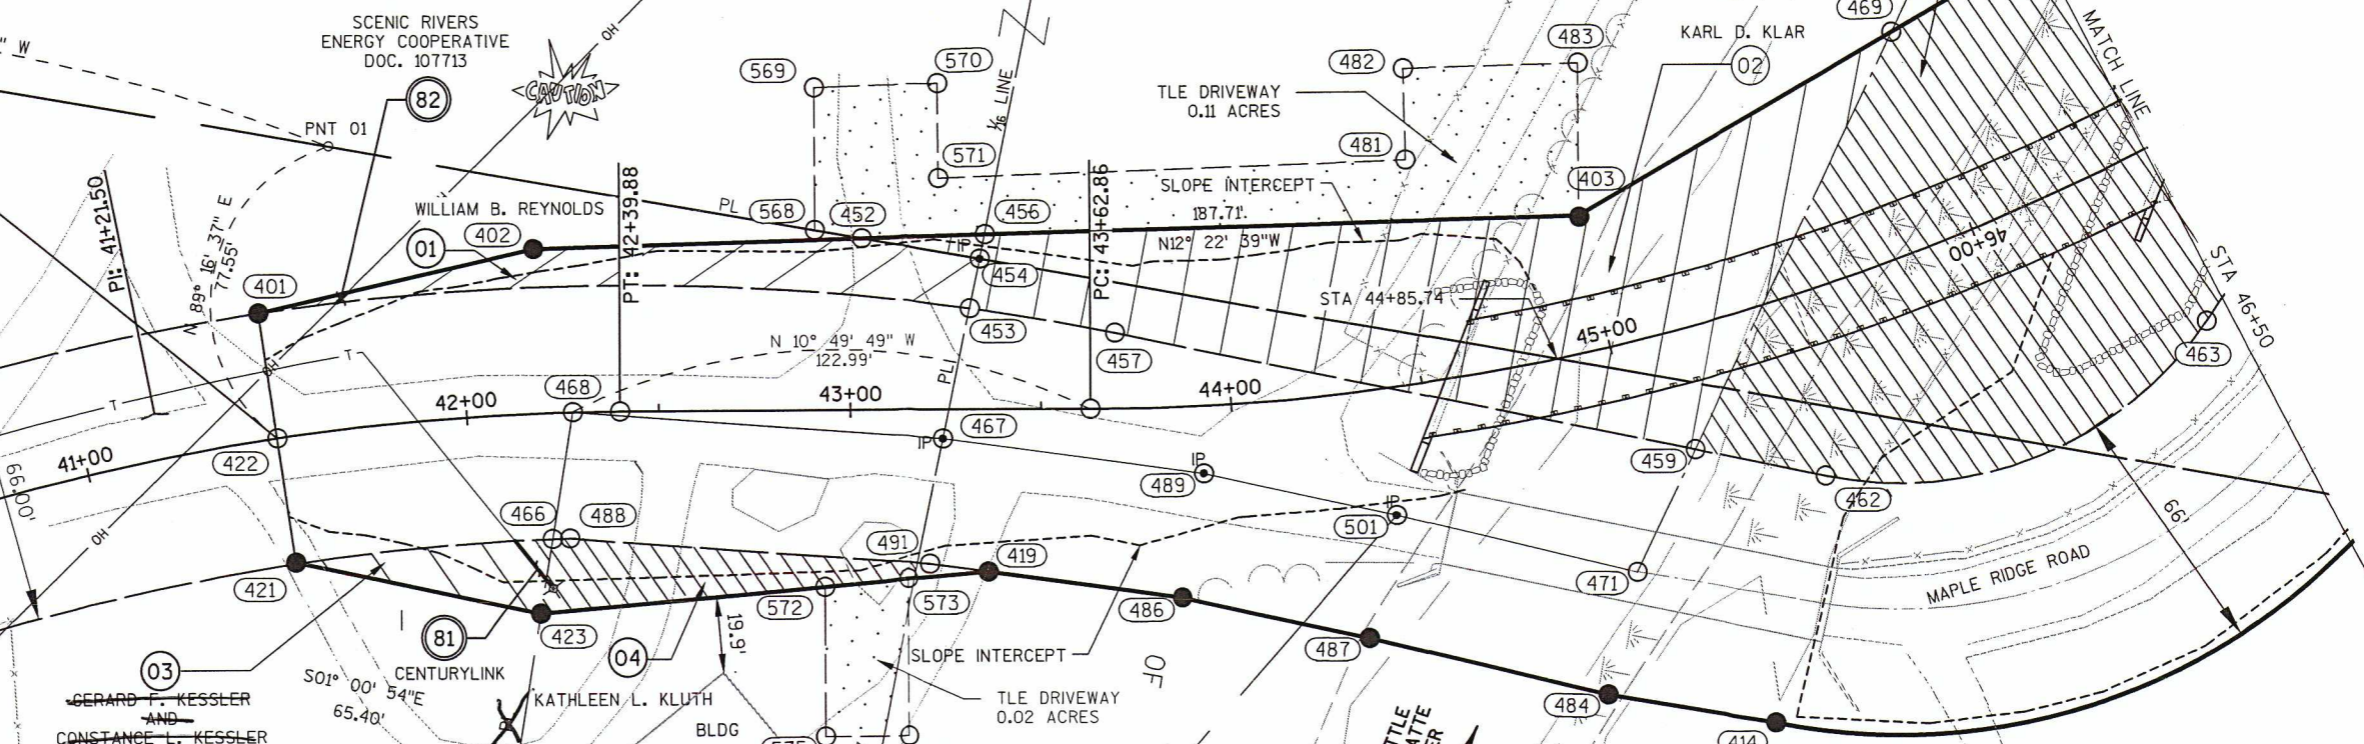 " W
SCENIC RIVERS
ENERGY COOPERATIVE
DOC. 107713
82
CAUTION
OH
PNT 01
PI: 41+21.50
N 89° 16' 37" E
77.55'
WILLIAM B. REYNOLDS
01
401
402
PL
PT: 42+39.88
568
452
569
570
571
1/16 LINE
456
IP
454
453
457
PC: 43+62.86
TLE DRIVEWAY
0.11 ACRES
SLOPE INTERCEPT
187.71'
N12° 22' 39"W
482
483
481
403
KARL D. KLAR
02
469
MATCH LINE
STA 46+50
46+00
STA 44+85.74
45+00
463
N 10° 49' 49" W
122.99'
PL
T
T
OH
41+00
42+00
43+00
44+00
422
468
IP
467
IP
489
IP
501
459
462
471
66.00'
OH
66'
MAPLE RIDGE ROAD
466
488
491
419
421
423
572
573
486
487
484
414
81
CENTURYLINK
03
GERARD F. KESSLER
AND
CONSTANCE L. KESSLER
S01° 00' 54"E
65.40'
04
KATHLEEN L. KLUTH
19.9'
BLDG
SLOPE INTERCEPT
TLE DRIVEWAY
0.02 ACRES
OF
575